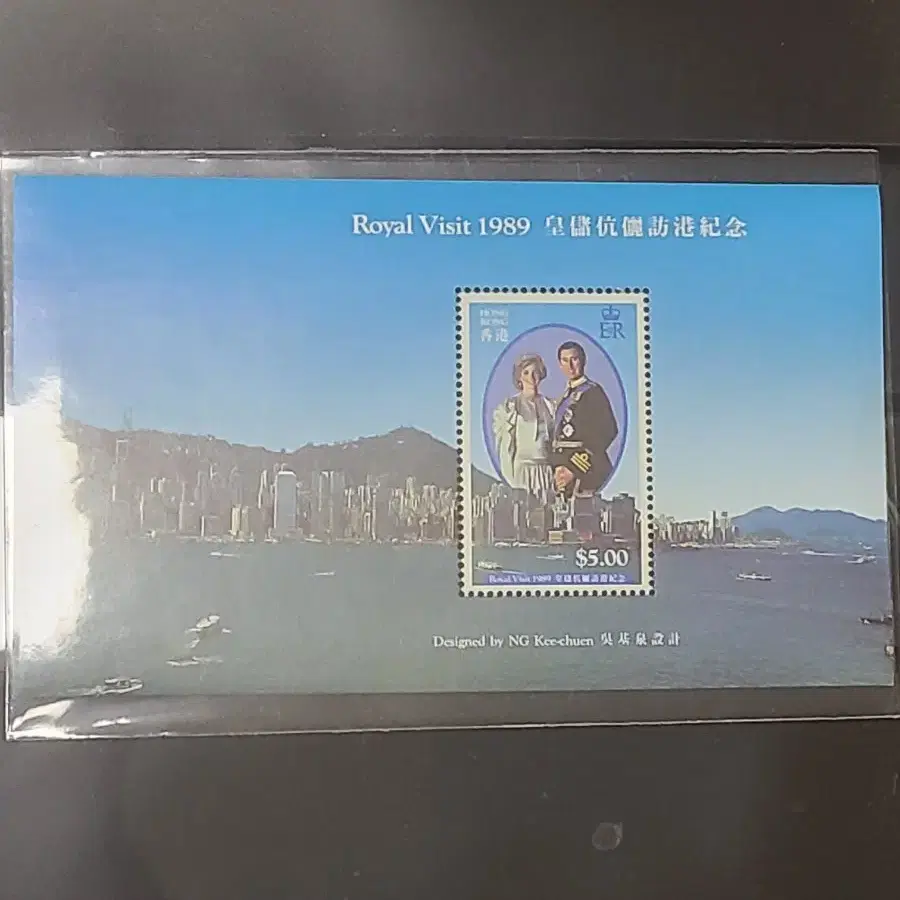 Royal Visit 1989 皇儲伉儷訪港紀念
HONG
KONG
香港
ER
$5.00
Royal Visit 1989 皇儲伉儷訪港紀念
Designed by NG Kee-chuen 吳基泉設計